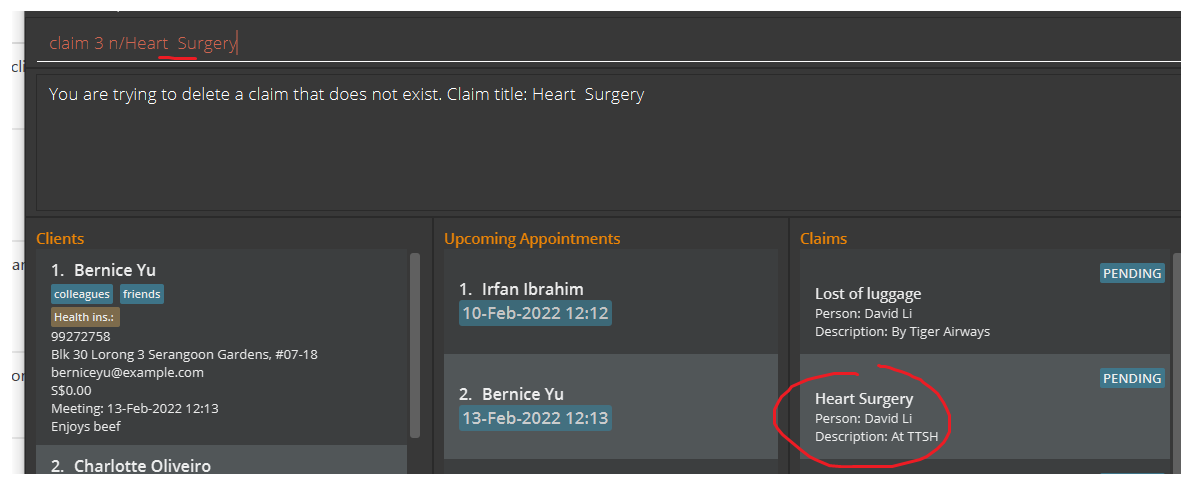 claim 3 n/Heart  Surgery
You are trying to delete a claim that does not exist. Claim title: Heart  Surgery
Clients
1. Bernice Yu
colleagues friends
Health ins.:
99272758
Blk 30 Lorong 3 Serangoon Gardens, #07-18
berniceyu@example.com
S$0.00
Meeting: 13-Feb-2022 12:13
Enjoys beef
2. Charlotte Oliveiro
Upcoming Appointments
1. Irfan Ibrahim
10-Feb-2022 12:12
2. Bernice Yu
13-Feb-2022 12:13
Claims
PENDING
Lost of luggage
Person: David Li
Description: By Tiger Airways
PENDING
Heart Surgery
Person: David Li
Description: At TTSH